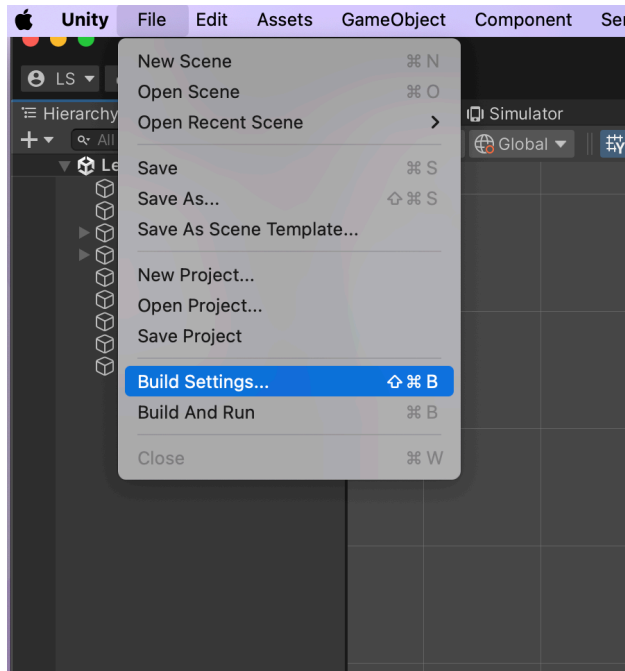 Unity File Edit Assets GameObject Component
LS
Hierarchy
Simulator
All
Global
New Scene ⌘ N
Open Scene ⌘ O
Open Recent Scene
Save ⌘ S
Save As... ⇧ ⌘ S
Save As Scene Template...
New Project...
Open Project...
Save Project
Build Settings... ⇧ ⌘ B
Build And Run ⌘ B
Close ⌘ W